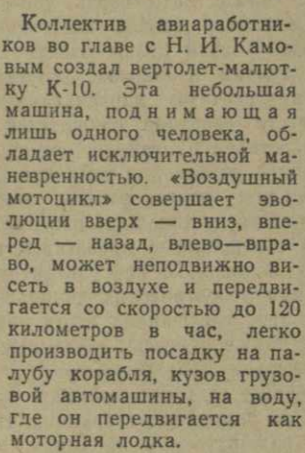 Коллектив авиаработни-
ков во главе с Н. И. Камо-
вым создал вертолет-малют-
ку К-10. Эта небольшая
машина, поднимающая
лишь одного человека, об-
ладает исключительной ма-
невренностью. «Воздушный
мотоцикл» совершает эво-
люции вверх — вниз, впе-
ред — назад, влево—впра-
во, может неподвижно ви-
сеть в воздухе и передви-
гается со скоростью до 120
километров в час, легко
производить посадку на па-
лубу корабля, кузов грузо-
вой автомашины, на воду,
где он передвигается как
моторная лодка.